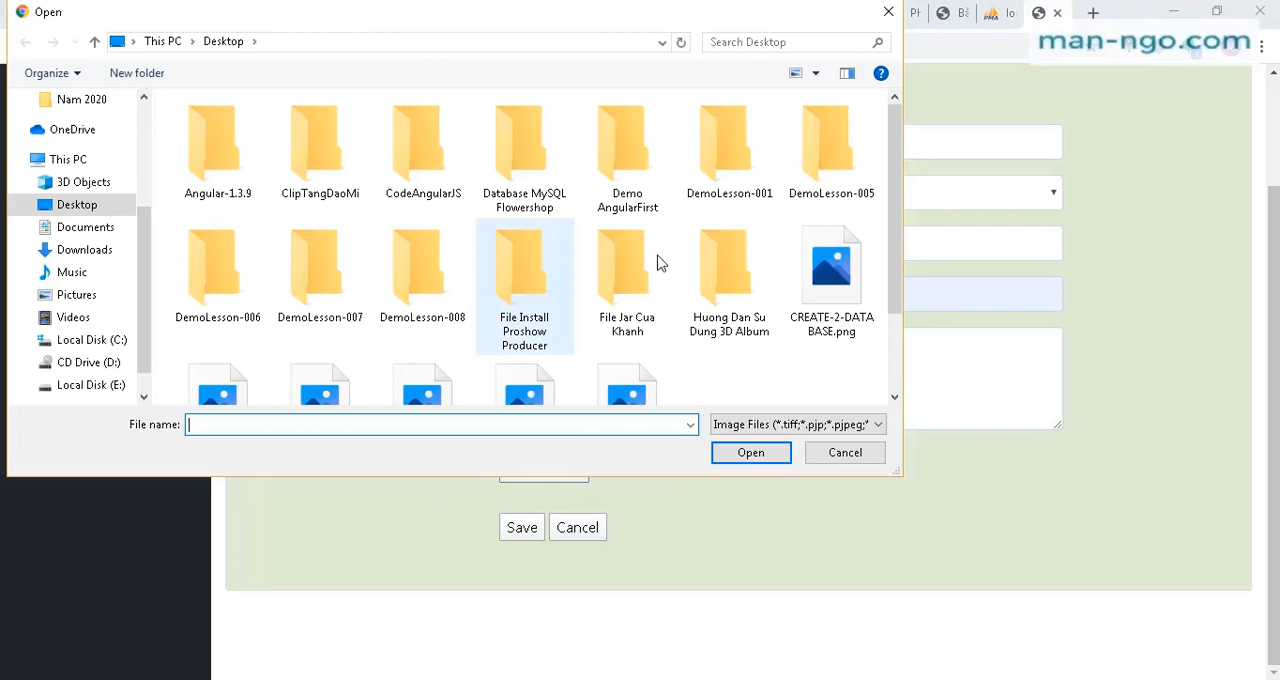 Open
Ph
Bà
lo
man-ngo.com
This PC
Desktop
Search Desktop
Organize
New folder
?
Nam 2020
OneDrive
This PC
3D Objects
Desktop
Documents
Downloads
Music
Pictures
Videos
Local Disk (C:)
CD Drive (D:)
Local Disk (E:)
Angular-1.3.9
ClipTangDaoMi
CodeAngularJS
Database MySQL
Flowershop
Demo
AngularFirst
DemoLesson-001
DemoLesson-005
DemoLesson-006
DemoLesson-007
DemoLesson-008
File Install
Proshow
Producer
File Jar Cua
Khanh
Huong Dan Su
Dung 3D Album
CREATE-2-DATA
BASE.png
File name:
Image Files (*.tiff;*.pjp;*.pjpeg;*
Open
Cancel
Save
Cancel